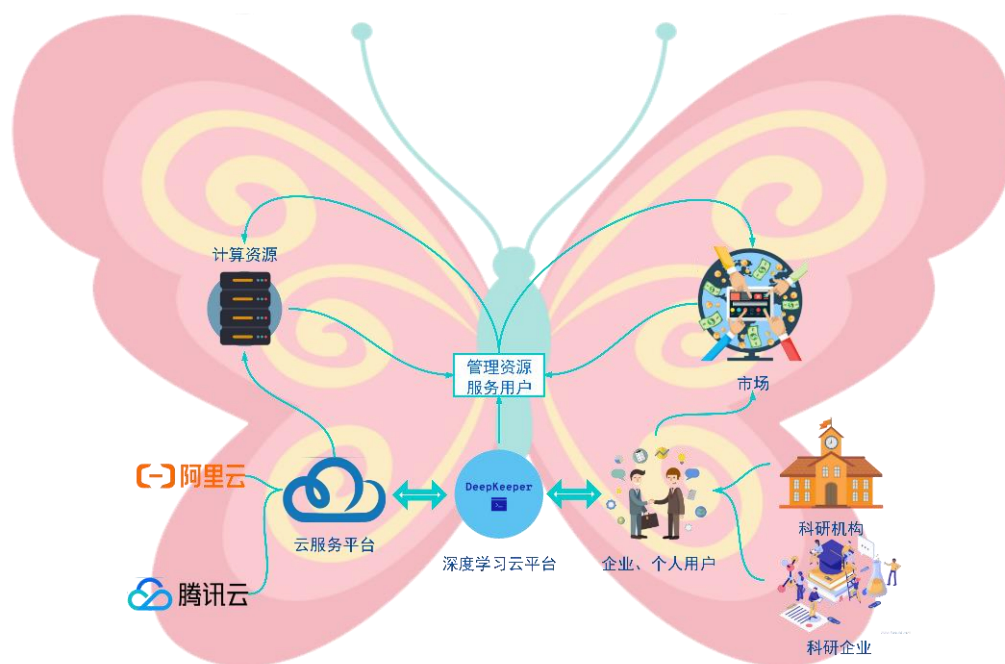 计算资源
管理资源
服务用户
市场
阿里云
DeepKeeper
云服务平台
深度学习云平台
企业、个人用户
科研机构
腾讯云
科研企业